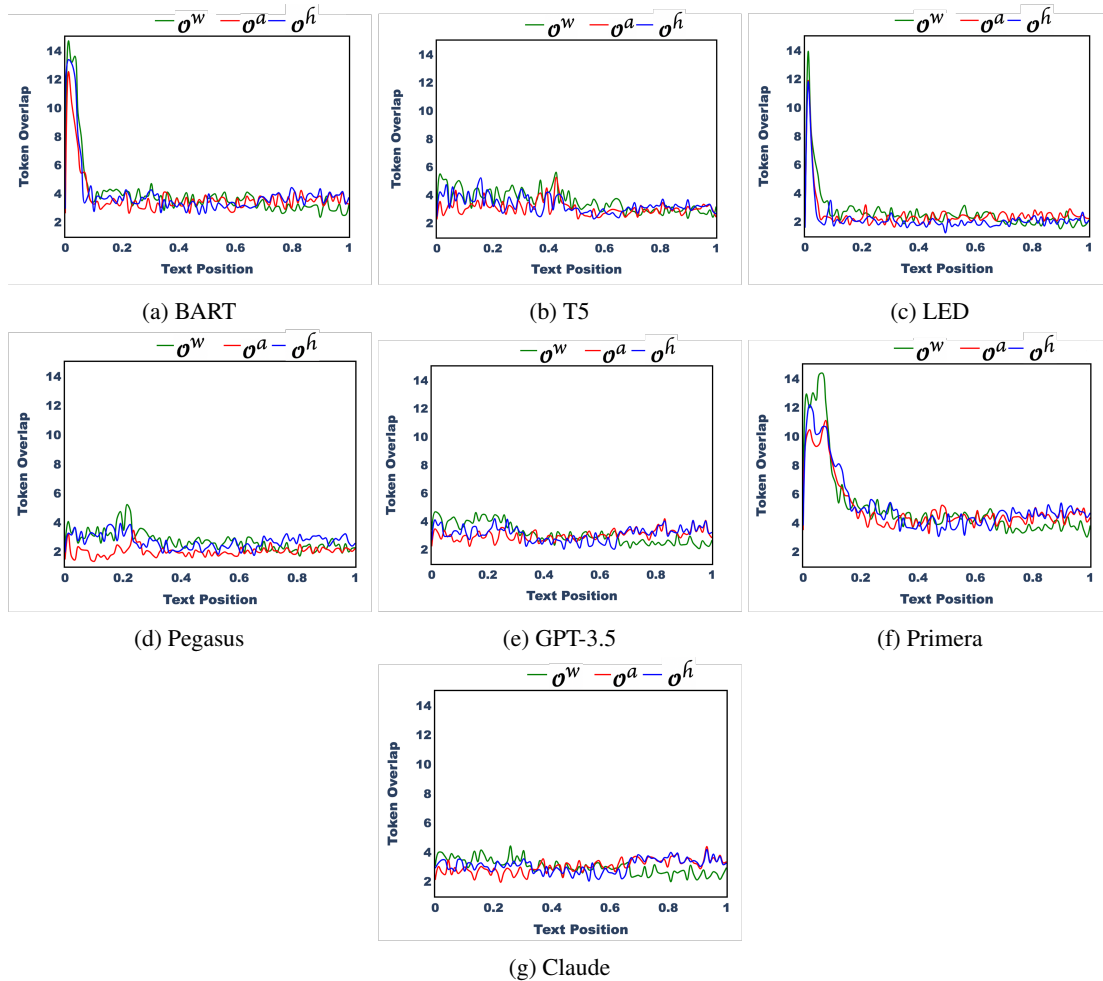 σ^w σ^a σ^h
14
12
10
8
6
4
2
0 0.2 0.4 0.6 0.8 1
Token Overlap
Text Position
(a) BART
σ^w σ^a σ^h
14
12
10
8
6
4
2
0 0.2 0.4 0.6 0.8 1
Token Overlap
Text Position
(b) T5
σ^w σ^a σ^h
14
12
10
8
6
4
2
0 0.2 0.4 0.6 0.8 1
Token Overlap
Text Position
(c) LED
σ^w σ^a σ^h
14
12
10
8
6
4
2
0 0.2 0.4 0.6 0.8 1
Token Overlap
Text Position
(d) Pegasus
σ^w σ^a σ^h
14
12
10
8
6
4
2
0 0.2 0.4 0.6 0.8 1
Token Overlap
Text Position
(e) GPT-3.5
σ^w σ^a σ^h
14
12
10
8
6
4
2
0 0.2 0.4 0.6 0.8 1
Token Overlap
Text Position
(f) Primera
σ^w σ^a σ^h
14
12
10
8
6
4
2
0 0.2 0.4 0.6 0.8 1
Token Overlap
Text Position
(g) Claude